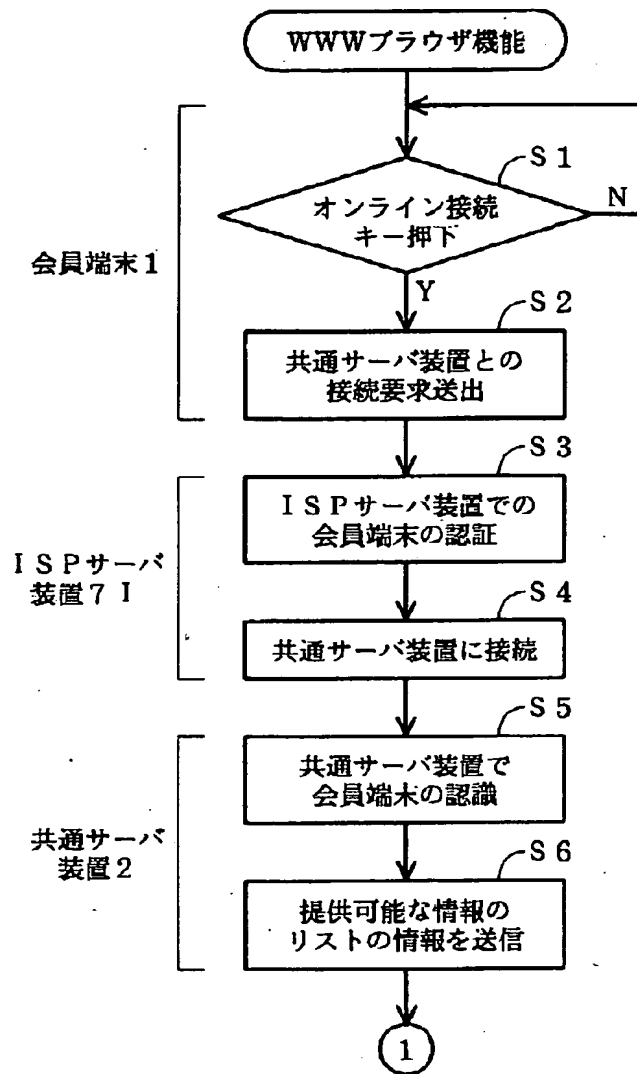 WWWブラウザ機能
S1
オンライン接続
キー押下
N
Y
会員端末1
S2
共通サーバ装置との
接続要求送出
S3
ISPサーバ装置での
会員端末の認証
ISPサーバ
装置7I
S4
共通サーバ装置に接続
S5
共通サーバ装置で
会員端末の認識
共通サーバ
装置2
S6
提供可能な情報の
リストの情報を送信
1